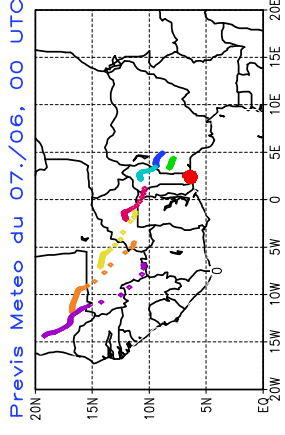 Previs Meteo du 07./06, 00 UTC
20N
15N
10N
5N
EQ
20W
15W
10W
5W
0
5E
10E
15E
20E
0